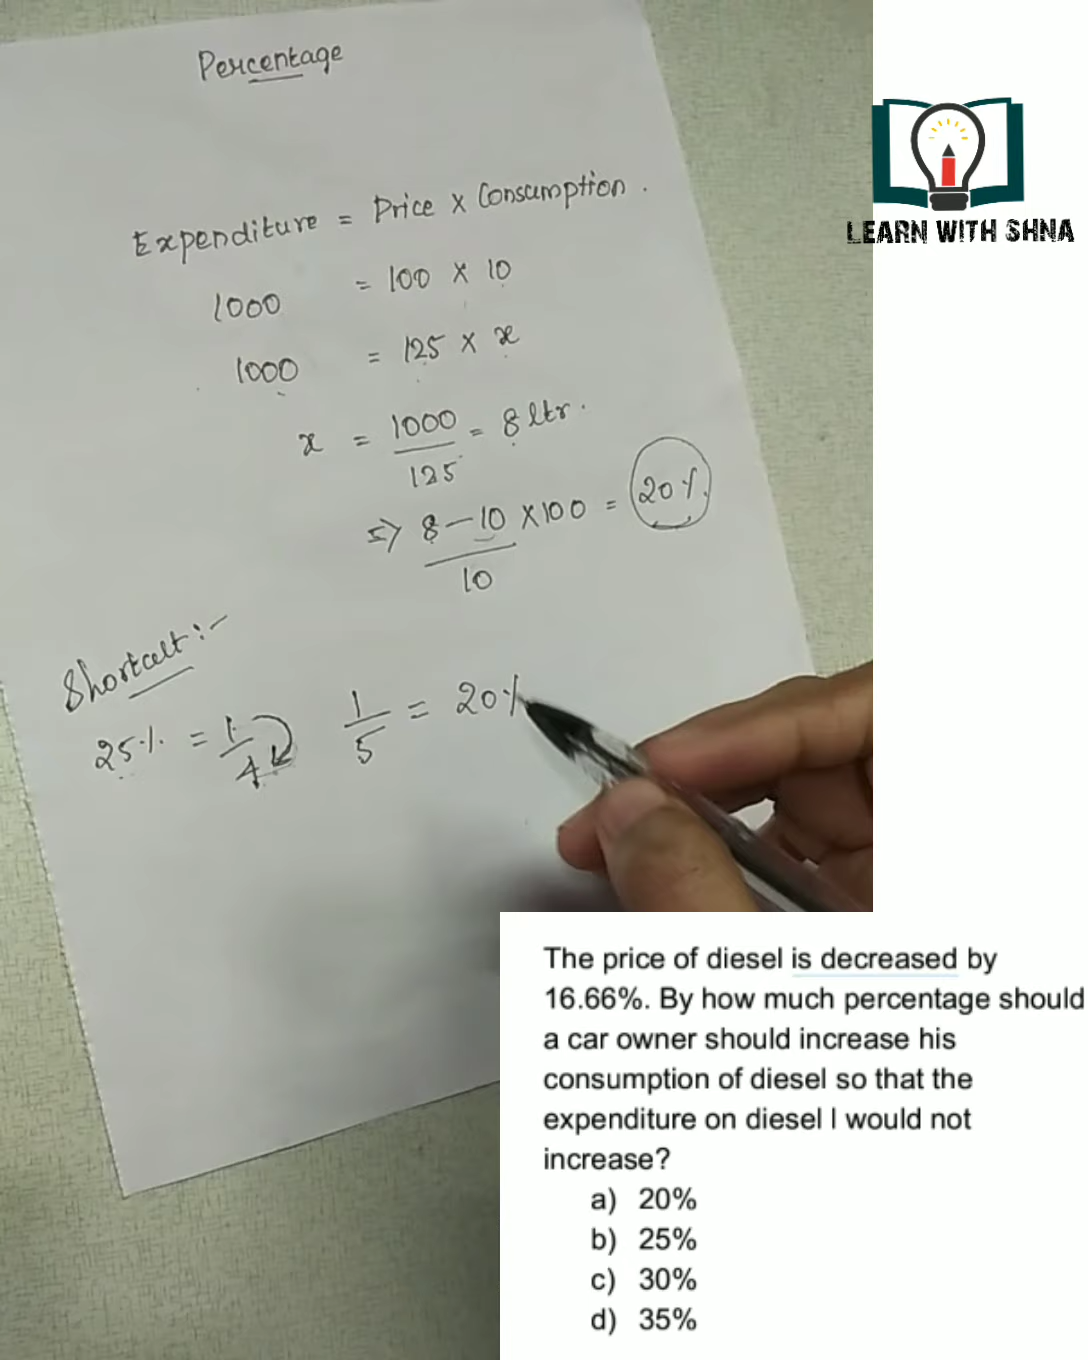 Percentage
Expenditure = Price x Consumption.
1000 = 100 x 10
1000 = 125 x x
x = 1000/125 = 8 ltr.
=> 8-10/10 x 100 = 20%
Shortcut:-
25% = 1/4 1/5 = 20%
LEARN WITH SHNA
The price of diesel is decreased by
16.66%. By how much percentage should
a car owner should increase his
consumption of diesel so that the
expenditure on diesel I would not
increase?
a) 20%
b) 25%
c) 30%
d) 35%